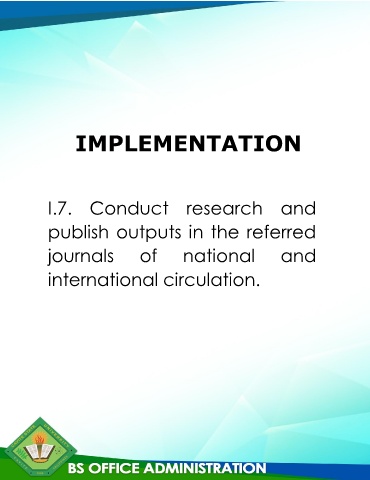 IMPLEMENTATION
I.7. Conduct research and
publish outputs in the referred
journals of national and
international circulation.
BS OFFICE ADMINISTRATION